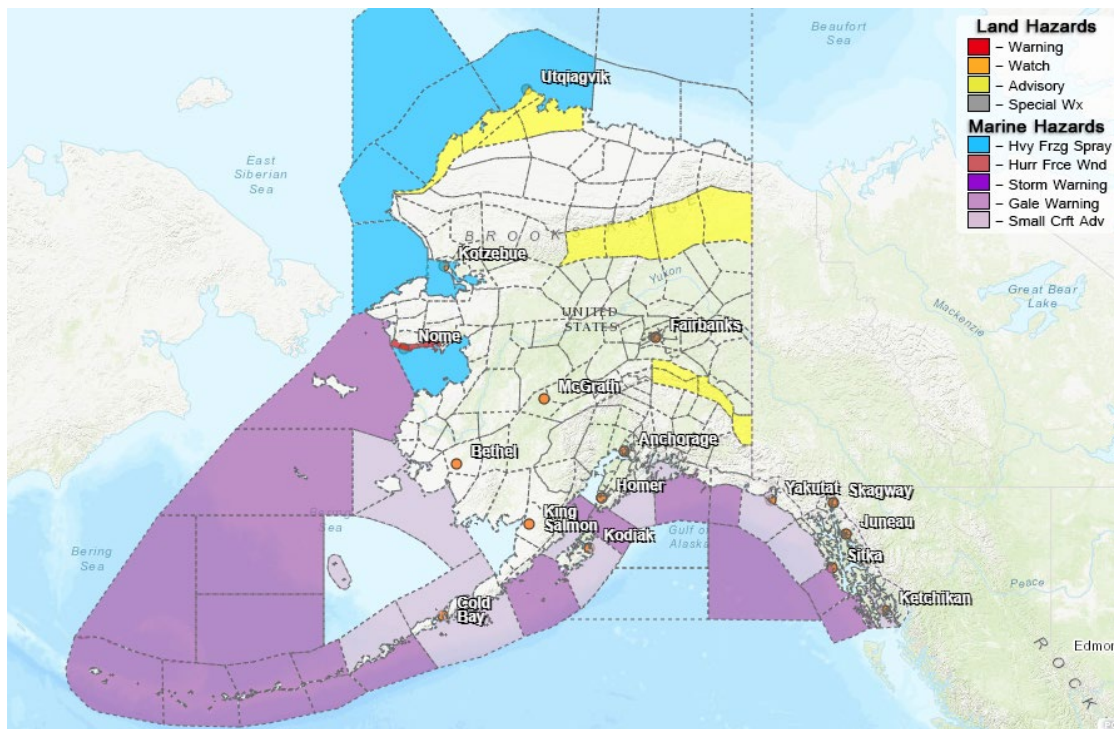 Beaufort
Sea
Land Hazards
– Warning
– Watch
– Advisory
– Special Wx
Marine Hazards
– Hvy Frzg Spray
– Hurr Frce Wnd
– Storm Warning
– Gale Warning
– Small Crft Adv
Utqiagvik
East
Siberian
Sea
BROOKS
Kotzebue
Yukon
Great Bear
Lake
Mackenzie
UNITED
STATES
Nome
Fairbanks
McGrath
Anchorage
Bethel
Homer
Yakutat
Skagway
King
Salmon
Kodiak
Juneau
Gulf of
Alaska
Sea
Bering
Sea
Sitka
Peace
Cold
Bay
Ketchikan
Edmo
ROCK